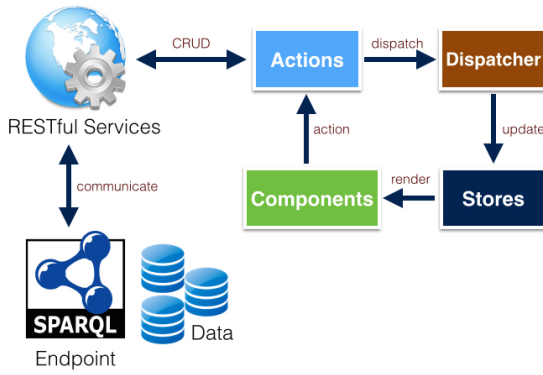 CRUD
Actions
dispatch
Dispatcher
RESTful Services
action
update
communicate
Components
render
Stores
SPARQL
Data
Endpoint